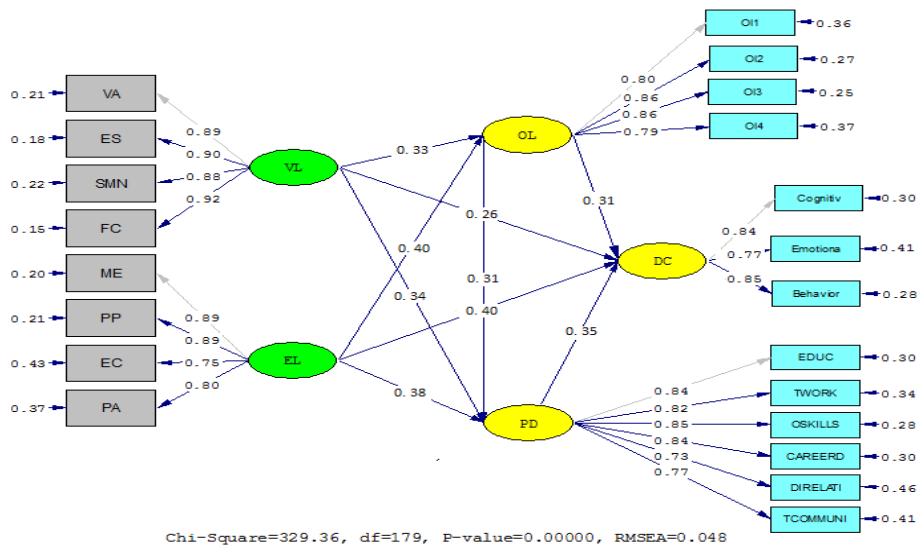 OI1
0.36
OI2
0.27
OI3
0.25
OI4
0.37
0.80
0.86
0.86
0.79
0.21
VA
0.18
ES
0.22
SMN
0.15
FC
0.20
ME
0.21
PP
0.43
EC
0.37
PA
0.89
0.90
0.88
0.92
0.89
0.89
0.75
0.80
VL
EL
OL
PD
DC
0.33
0.26
0.40
0.34
0.31
0.40
0.38
0.31
0.35
Cognitiv
0.30
Emotiona
0.41
Behavior
0.28
0.84
0.77
0.85
EDUC
0.30
TWORK
0.34
OSKILLS
0.28
CAREERD
0.30
DIRELATI
0.46
TCOMMUNI
0.41
0.84
0.82
0.85
0.84
0.73
0.77
Chi-Square=329.36, df=179, P-value=0.00000, RMSEA=0.048